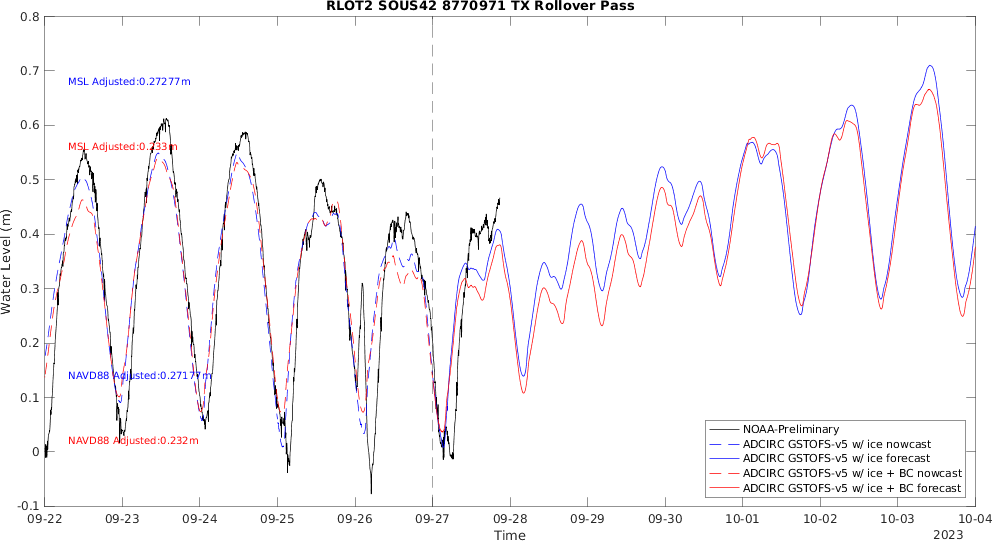 RLOT2 SOUS42 8770971 TX Rollover Pass
0.8
0.7
0.6
0.5
0.4
0.3
0.2
0.1
0
-0.1
Water Level (m)
MSL Adjusted:0.27277m
MSL Adjusted:0.233m
NAVD88 Adjusted:0.27177m
NAVD88 Adjusted:0.232m
NOAA-Preliminary
ADCIRC GSTOFS-v5 w/ ice nowcast
ADCIRC GSTOFS-v5 w/ ice forecast
ADCIRC GSTOFS-v5 w/ ice + BC nowcast
ADCIRC GSTOFS-v5 w/ ice + BC forecast
09-22 09-23 09-24 09-25 09-26 09-27 09-28 09-29 09-30 10-01 10-02 10-03 10-04
Time
2023